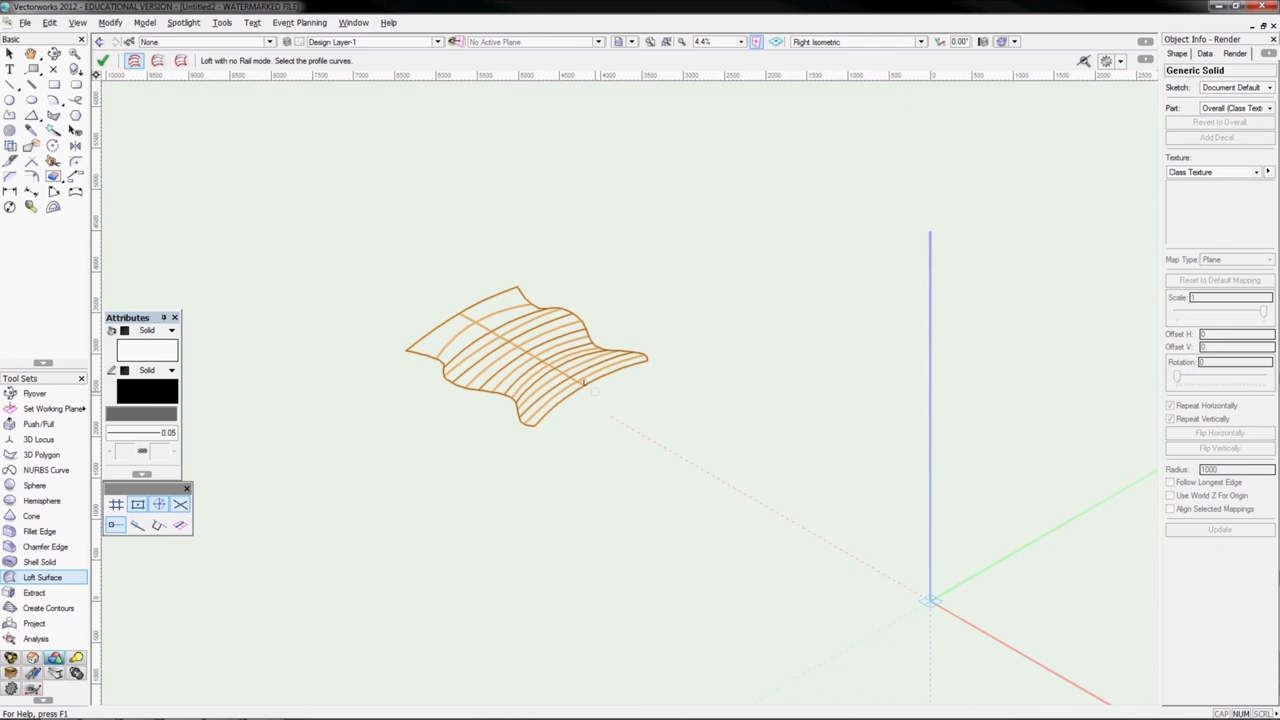 Vectorworks 2012 - EDUCATIONAL VERSION - [Untitled2 - WATERMARKED FILE]
File Edit View Modify Model Spotlight Tools Text Event Planning Window Help
Basic
None Design Layer-1 No Active Plane 4.4% Right Isometric 0.00°
Loft with no Rail mode. Select the profile curves.
Object Info - Render
Shape Data Render
Generic Solid
Sketch: Document Default
Part: Overall (Class Text
Revert to Overall
Add Decal...
Texture:
Class Texture
Map Type: Plane
Reset to Default Mapping
Scale: 1
Offset H: 0
Offset V: 0
Rotation: 0
Repeat Horizontally
Repeat Vertically
Flip Horizontally
Flip Vertically
Radius: 1000
Follow Longest Edge
Use World Z For Origin
Align Selected Mappings
Update
Attributes
Solid
Solid
0.05
Tool Sets
Flyover
Set Working Plane
Push/Pull
3D Locus
3D Polygon
NURBS Curve
Sphere
Hemisphere
Cone
Fillet Edge
Chamfer Edge
Shell Solid
Loft Surface
Extract
Create Contours
Project
Analysis
For Help, press F1
CAP NUM SCRL